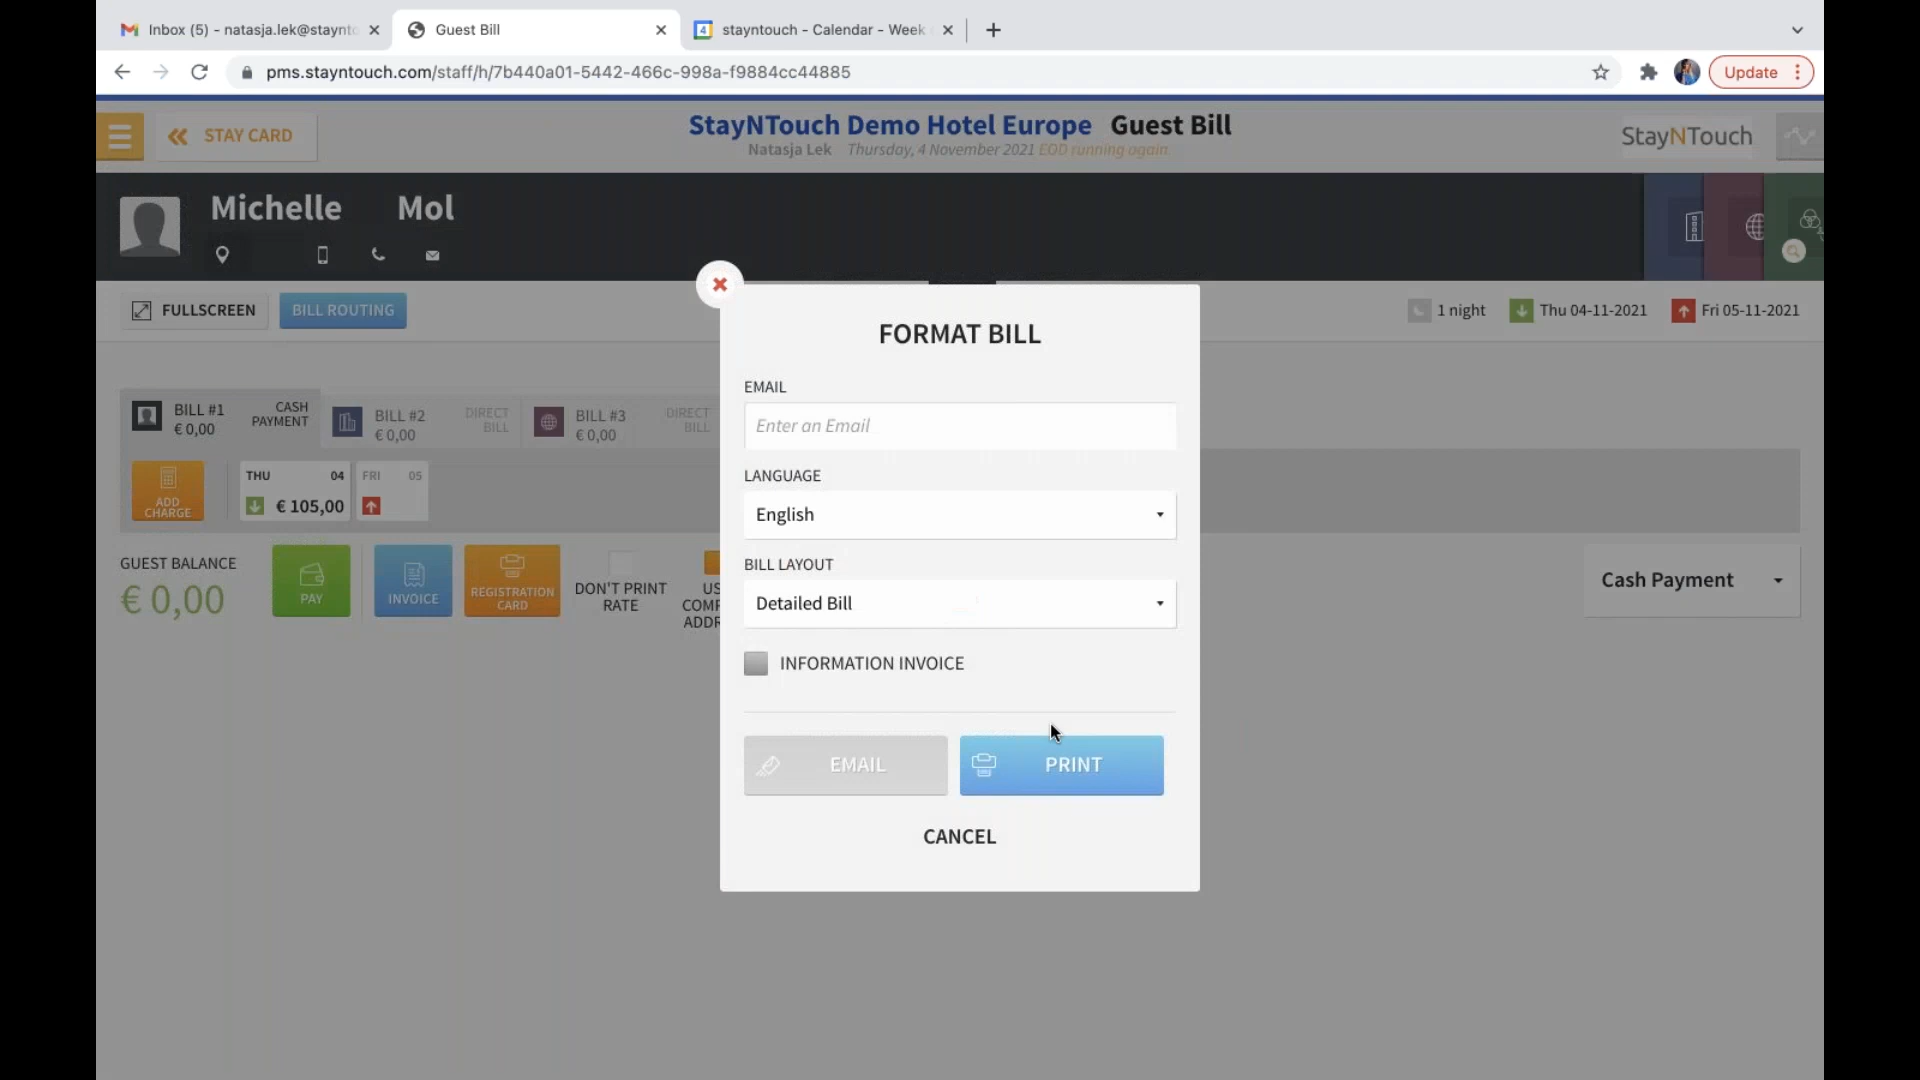 Inbox (5) - natasja.lek@staynto
Guest Bill
4 stayntouch - Calendar - Week
pms.stayntouch.com/staff/h/7b440a01-5442-466c-998a-f9884cc44885
Update
STAY CARD
StayNTouch Demo Hotel Europe Guest Bill
Natasja Lek Thursday, 4 November 2021 EOD running again
StayNTouch
Michelle Mol
FULLSCREEN
BILL ROUTING
1 night
Thu 04-11-2021
Fri 05-11-2021
BILL #1
€ 0,00
CASH
PAYMENT
BILL #2
€ 0,00
DIRECT
BILL
BILL #3
€ 0,00
DIRECT
BILL
ADD
CHARGE
THU 04
€ 105,00
FRI 05
GUEST BALANCE
€ 0,00
PAY
INVOICE
REGISTRATION
CARD
DON'T PRINT
RATE
US
COMP
ADDR
Cash Payment
FORMAT BILL
EMAIL
Enter an Email
LANGUAGE
English
BILL LAYOUT
Detailed Bill
INFORMATION INVOICE
EMAIL
PRINT
CANCEL